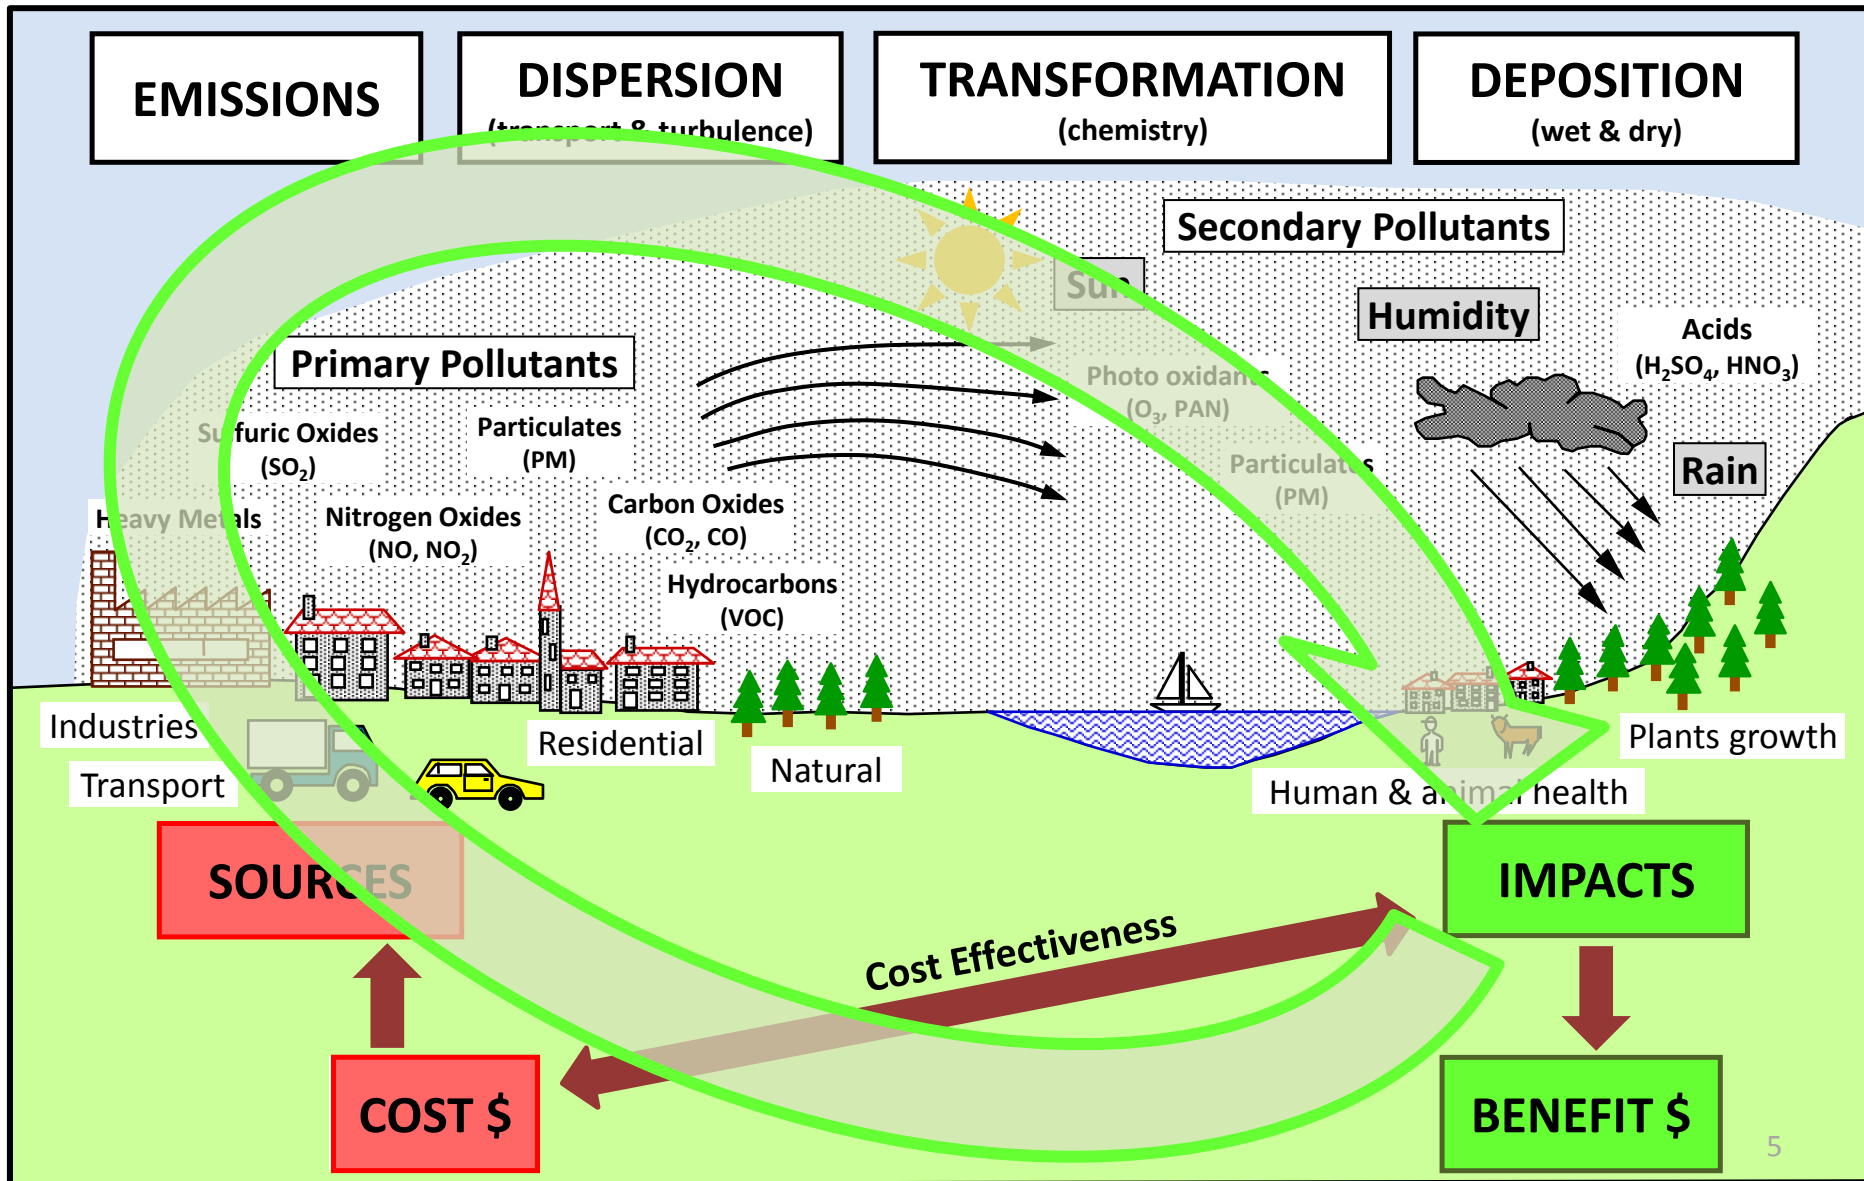 EMISSIONS
DISPERSION
(transport & turbulence)
TRANSFORMATION
(chemistry)
DEPOSITION
(wet & dry)
Secondary Pollutants
Sun
Humidity
Acids
(H₂SO₄, HNO₃)
Primary Pollutants
Photo oxidants
(O₃, PAN)
Sulfuric Oxides
(SO₂)
Particulates
(PM)
Particulates
(PM)
Rain
Heavy Metals
Nitrogen Oxides
(NO, NO₂)
Carbon Oxides
(CO₂, CO)
Hydrocarbons
(VOC)
Industries
Transport
Residential
Natural
Plants growth
Human & animal health
SOURCES
IMPACTS
Cost Effectiveness
COST $
BENEFIT $
5